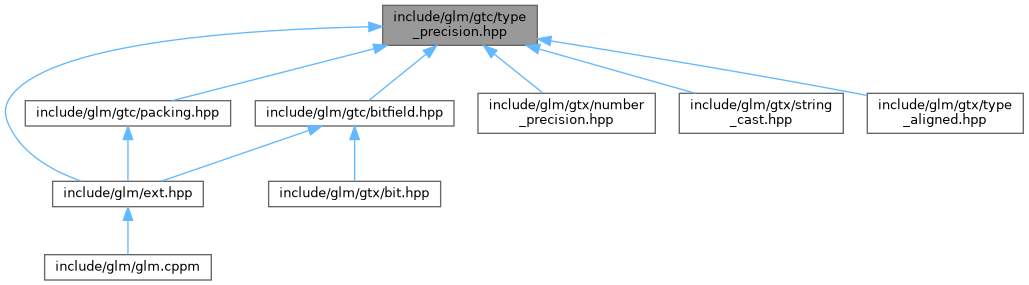 include/glm/gtc/type
_precision.hpp
include/glm/gtc/packing.hpp
include/glm/gtc/bitfield.hpp
include/glm/gtx/number
_precision.hpp
include/glm/gtx/string
_cast.hpp
include/glm/gtx/type
_aligned.hpp
include/glm/ext.hpp
include/glm/gtx/bit.hpp
include/glm/glm.cppm